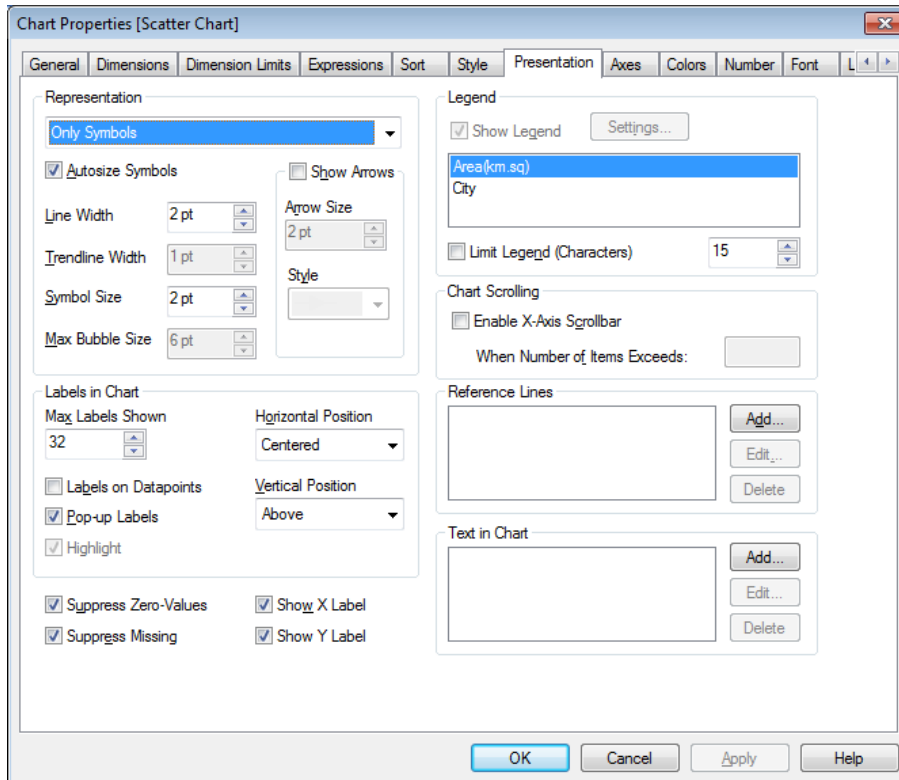 Chart Properties [Scatter Chart]
General Dimensions Dimension Limits Expressions Sort Style Presentation Axes Colors Number Font L
Representation
Only Symbols
Autosize Symbols
Line Width 2 pt
Trendline Width 1 pt
Symbol Size 2 pt
Max Bubble Size 6 pt
Show Arrows
Arrow Size
2 pt
Style
Labels in Chart
Max Labels Shown
32
Labels on Datapoints
Pop-up Labels
Highlight
Horizontal Position
Centered
Vertical Position
Above
Suppress Zero-Values
Suppress Missing
Show X Label
Show Y Label
Legend
Show Legend Settings...
Area(km.sq)
City
Limit Legend (Characters) 15
Chart Scrolling
Enable X-Axis Scrollbar
When Number of Items Exceeds:
Reference Lines
Add...
Edit...
Delete
Text in Chart
Add...
Edit...
Delete
OK Cancel Apply Help